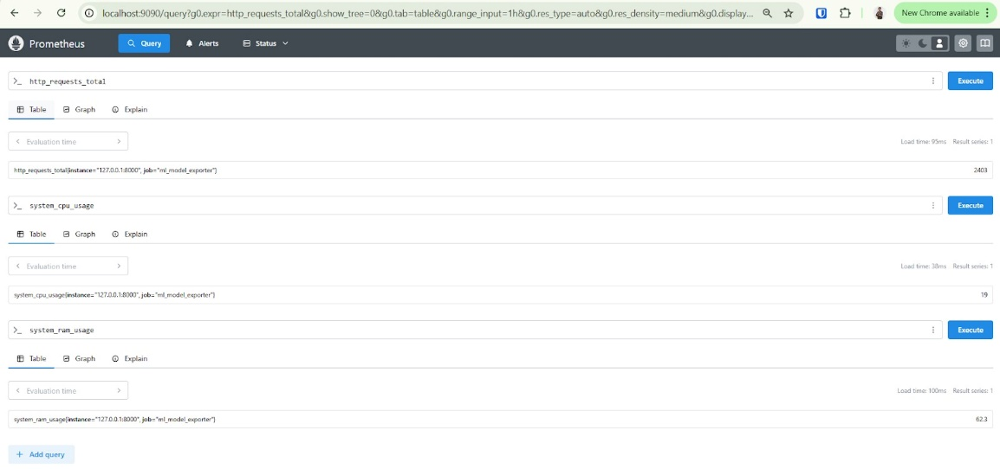 localhost:9090/query?g0.expr=http_requests_total&g0.show_tree=0&g0.tab=table&g0.range_input=1h&g0.res_type=auto&g0.res_density=medium&g0.display... New Chrome available
Prometheus Query Alerts Status
>_ http_requests_total Execute
Table Graph Explain
< Evaluation time > Load time: 95ms Result series: 1
http_requests_total{instance="127.0.0.1:8000", job="ml_model_exporter"} 2403
>_ system_cpu_usage Execute
Table Graph Explain
< Evaluation time > Load time: 38ms Result series: 1
system_cpu_usage{instance="127.0.0.1:8000", job="ml_model_exporter"} 19
>_ system_ram_usage Execute
Table Graph Explain
< Evaluation time > Load time: 100ms Result series: 1
system_ram_usage{instance="127.0.0.1:8000", job="ml_model_exporter"} 62.3
+ Add query